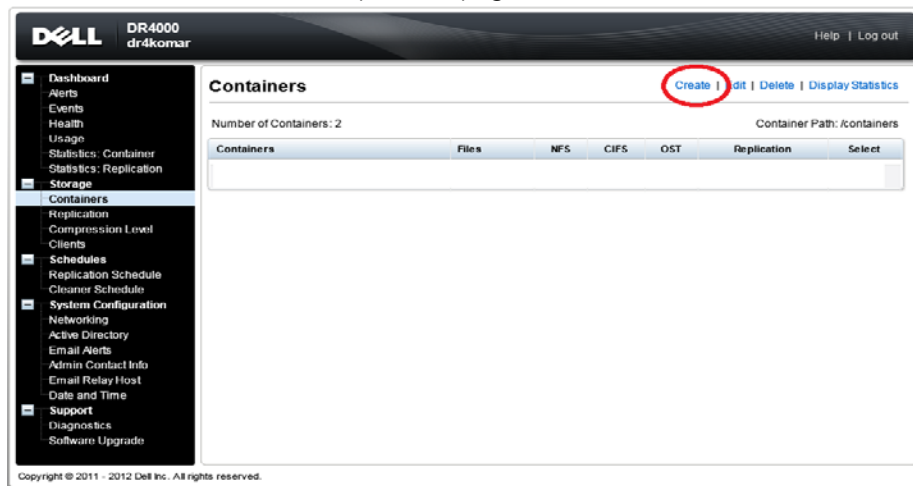 DELL
DR4000
dr4komar
Help | Log out
Dashboard
Alerts
Events
Health
Usage
Statistics: Container
Statistics: Replication
Storage
Containers
Replication
Compression Level
Clients
Schedules
Replication Schedule
Cleaner Schedule
System Configuration
Networking
Active Directory
Email Alerts
Admin Contact Info
Email Relay Host
Date and Time
Support
Diagnostics
Software Upgrade
Containers
Create | Edit | Delete | Display Statistics
Number of Containers: 2
Container Path: /containers
Containers Files NFS CIFS OST Replication Select
Copyright © 2011 - 2012 Dell Inc. All rights reserved.